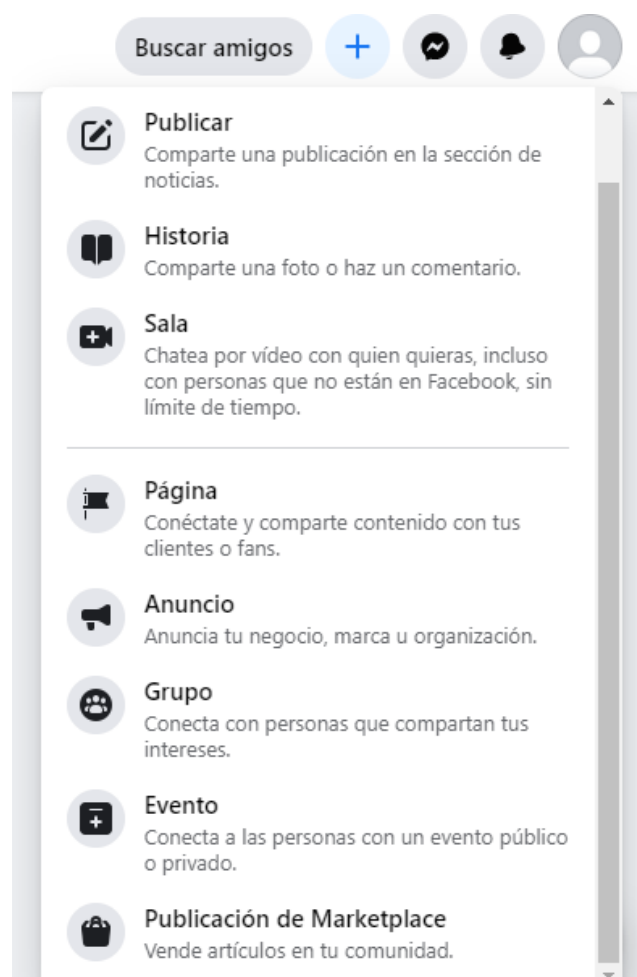 Buscar amigos
Publicar
Comparte una publicación en la sección de
noticias.
Historia
Comparte una foto o haz un comentario.
Sala
Chatea por vídeo con quien quieras, incluso
con personas que no están en Facebook, sin
límite de tiempo.
Página
Conéctate y comparte contenido con tus
clientes o fans.
Anuncio
Anuncia tu negocio, marca u organización.
Grupo
Conecta con personas que compartan tus
intereses.
Evento
Conecta a las personas con un evento público
o privado.
Publicación de Marketplace
Vende artículos en tu comunidad.